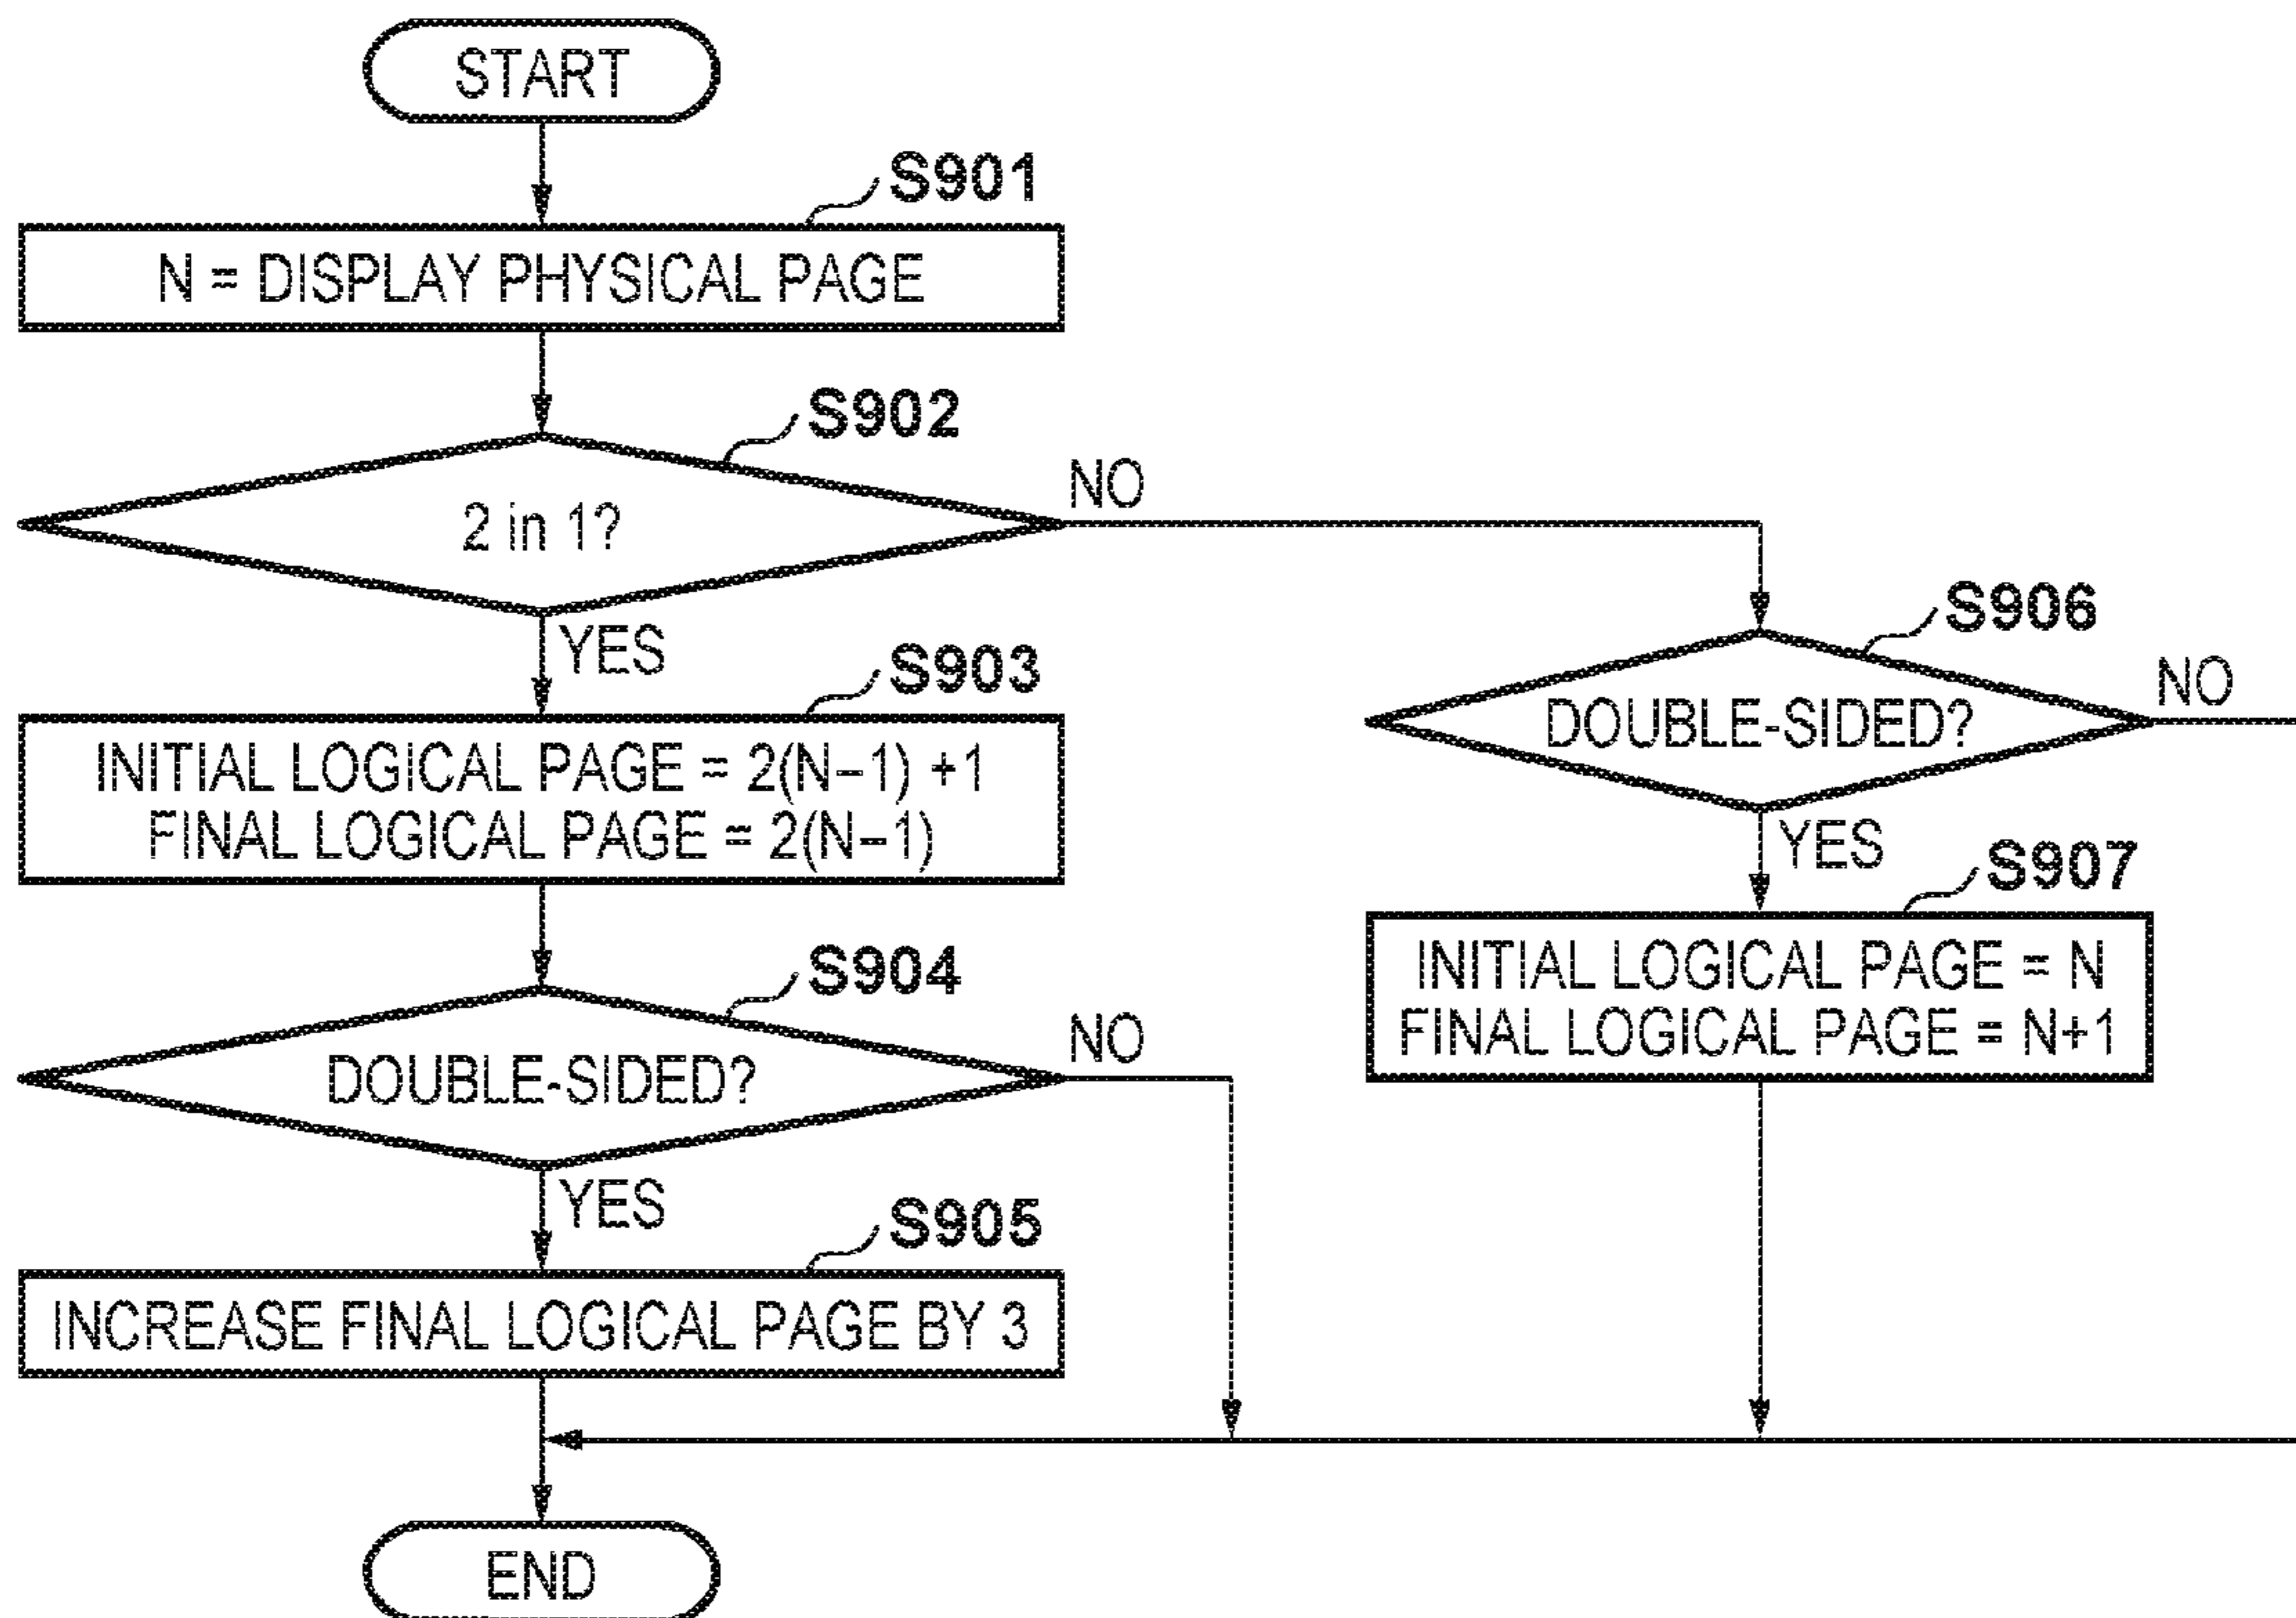 START
S901
N = DISPLAY PHYSICAL PAGE
S902
2 in 1?
NO
YES
S903
INITIAL LOGICAL PAGE = 2(N–1) +1
FINAL LOGICAL PAGE = 2(N–1)
S904
DOUBLE-SIDED?
NO
YES
S905
INCREASE FINAL LOGICAL PAGE BY 3
S906
DOUBLE-SIDED?
NO
YES
S907
INITIAL LOGICAL PAGE = N
FINAL LOGICAL PAGE = N+1
END